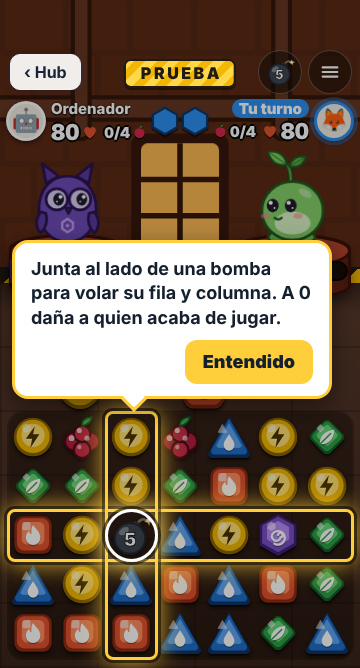 ‹ Hub
PRUEBA
5
Ordenador
Tu turno
80 0/4
0/4 80
Junta al lado de una bomba
para volar su fila y columna. A 0
daña a quien acaba de jugar.
Entendido
5